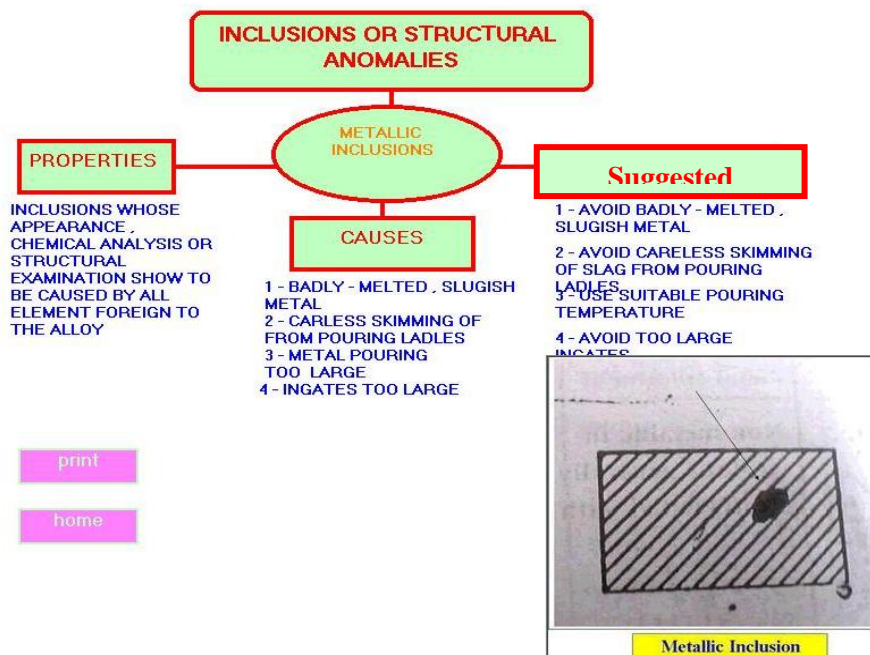 INCLUSIONS OR STRUCTURAL
ANOMALIES
METALLIC
INCLUSIONS
PROPERTIES
INCLUSIONS WHOSE
APPEARANCE ,
CHEMICAL ANALYSIS OR
STRUCTURAL
EXAMINATION SHOW TO
BE CAUSED BY ALL
ELEMENT FOREIGN TO
THE ALLOY
CAUSES
1 - BADLY - MELTED , SLUGISH
METAL
2 - CARLESS SKIMMING OF
FROM POURING LADLES
3 - METAL POURING
TOO LARGE
4 - INGATES TOO LARGE
Suggested
1 - AVOID BADLY - MELTED ,
SLUGISH METAL
2 - AVOID CARELESS SKIMMING
OF SLAG FROM POURING
LADLES
3 - USE SUITABLE POURING
TEMPERATURE
4 - AVOID TOO LARGE
INGATES
print
home
Metallic Inclusion